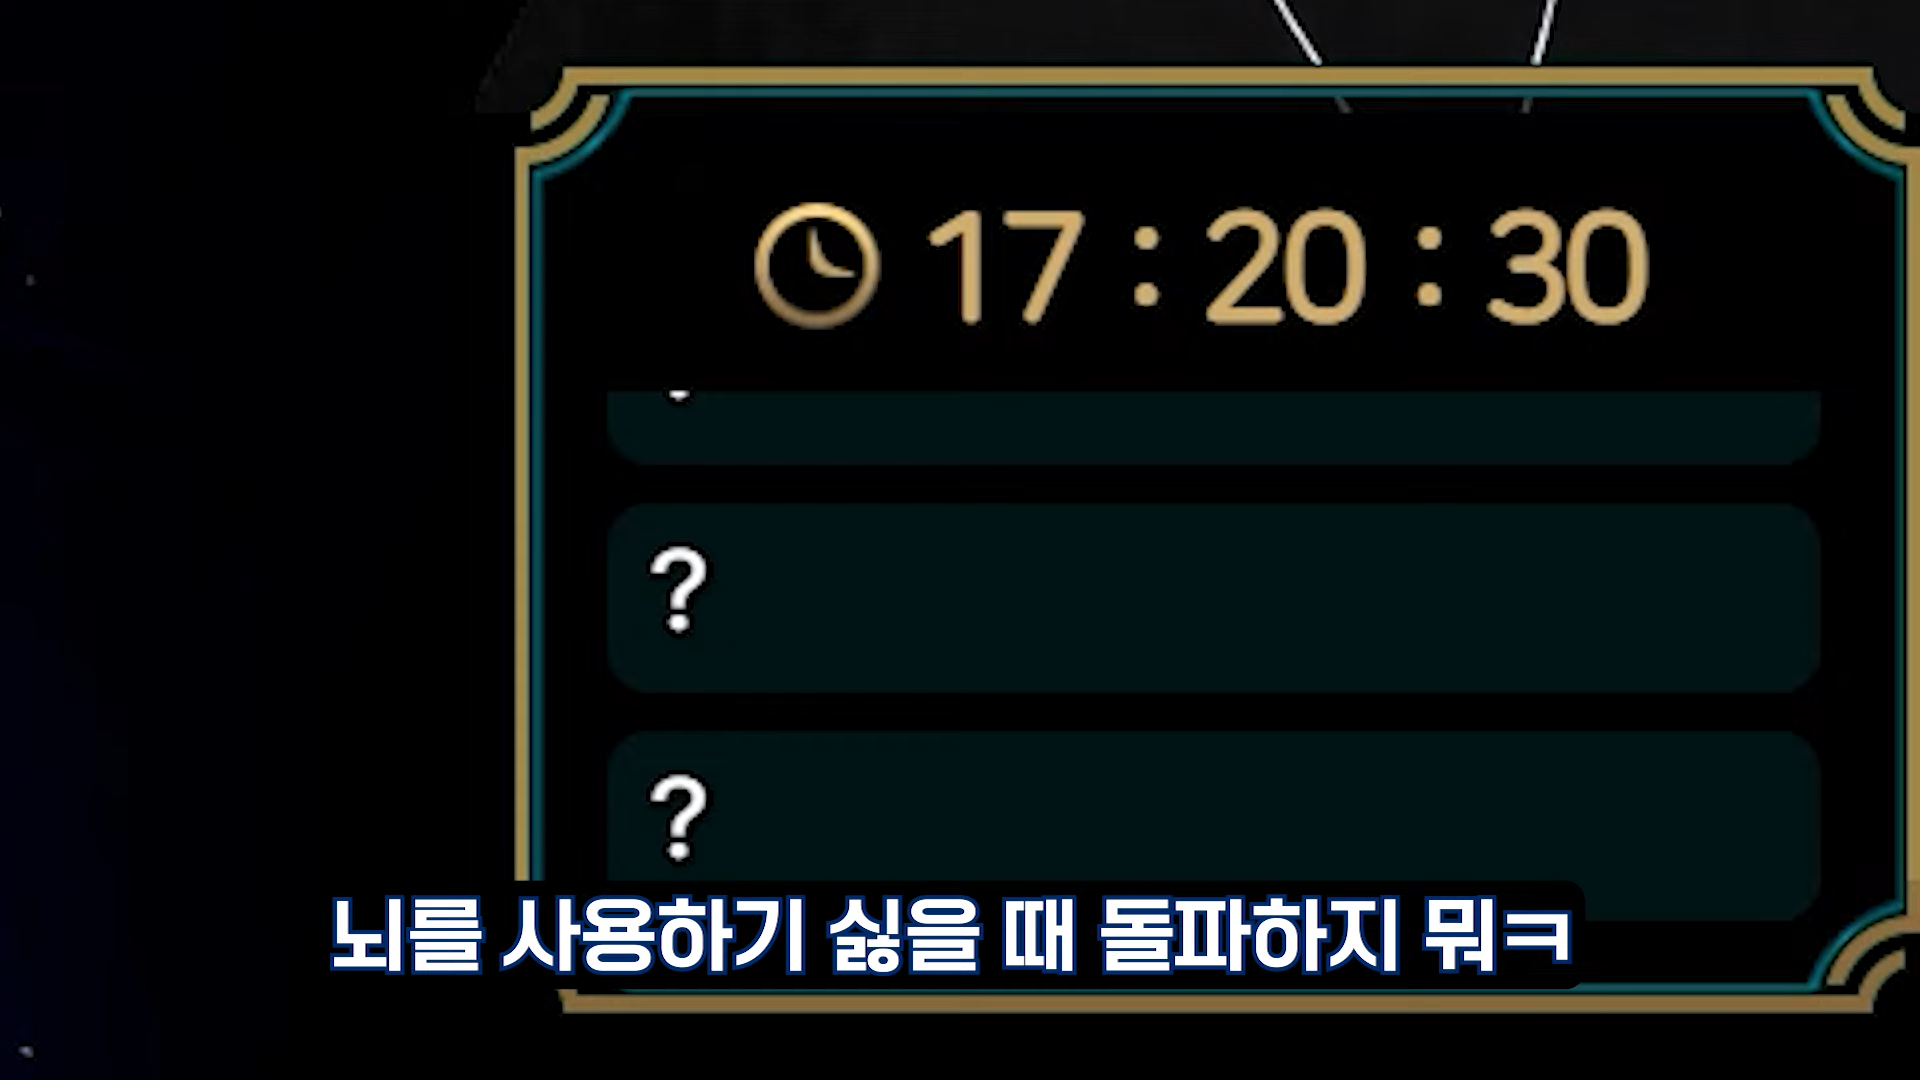 17 : 20 : 30
?
?
뇌를 사용하기 싫을 때 돌파하지 뭐ㅋ